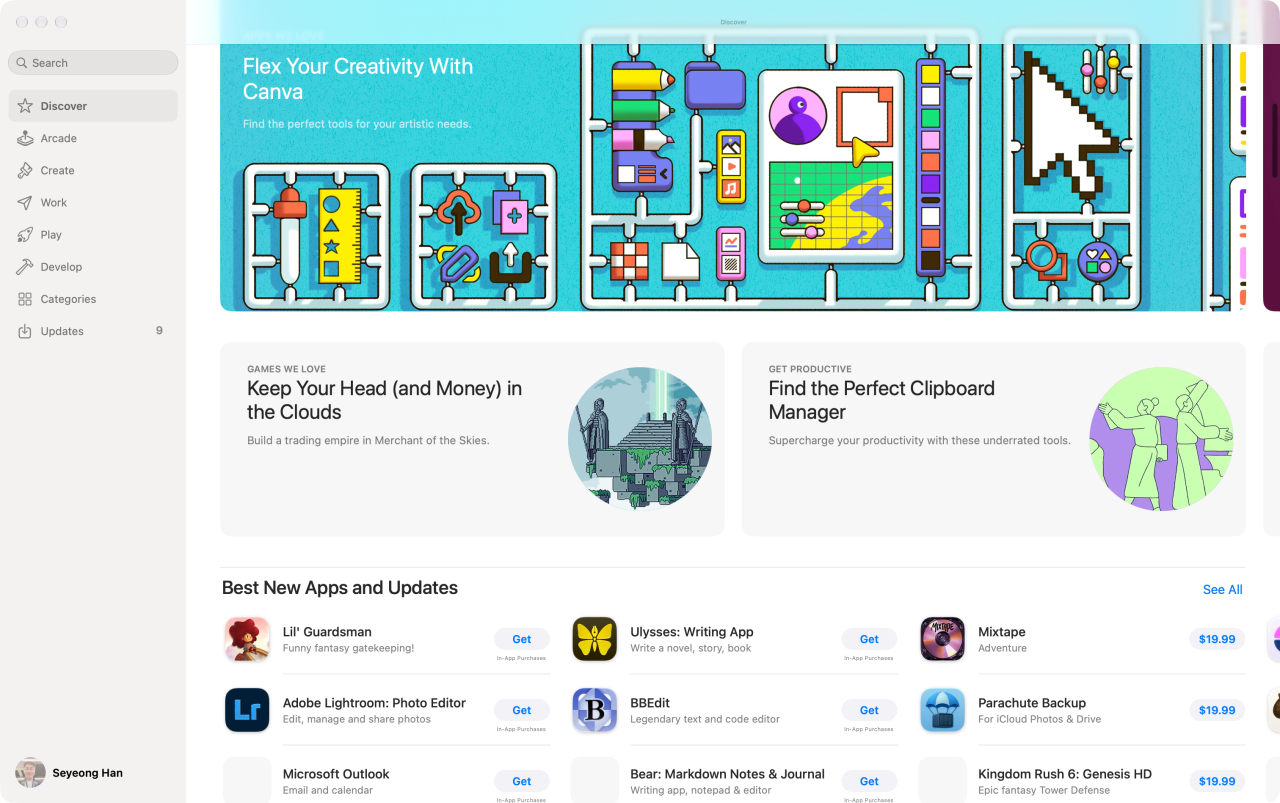 Discover
Search
Discover
Arcade
Create
Work
Play
Develop
Categories
Updates 9
Seyeong Han
APPS WE LOVE
Flex Your Creativity With
Canva
Find the perfect tools for your artistic needs.
GAMES WE LOVE
Keep Your Head (and Money) in
the Clouds
Build a trading empire in Merchant of the Skies.
GET PRODUCTIVE
Find the Perfect Clipboard
Manager
Supercharge your productivity with these underrated tools.
Best New Apps and Updates
See All
Lil' Guardsman
Funny fantasy gatekeeping!
Get
In-App Purchases
Ulysses: Writing App
Write a novel, story, book
Get
In-App Purchases
MIXTAPE
Mixtape
Adventure
$19.99
Lr
Adobe Lightroom: Photo Editor
Edit, manage and share photos
Get
In-App Purchases
B
BBEdit
Legendary text and code editor
Get
In-App Purchases
Parachute Backup
For iCloud Photos & Drive
$19.99
Microsoft Outlook
Email and calendar
Get
In-App Purchases
Bear: Markdown Notes & Journal
Writing app, notepad & editor
Get
In-App Purchases
Kingdom Rush 6: Genesis HD
Epic fantasy Tower Defense
$19.99